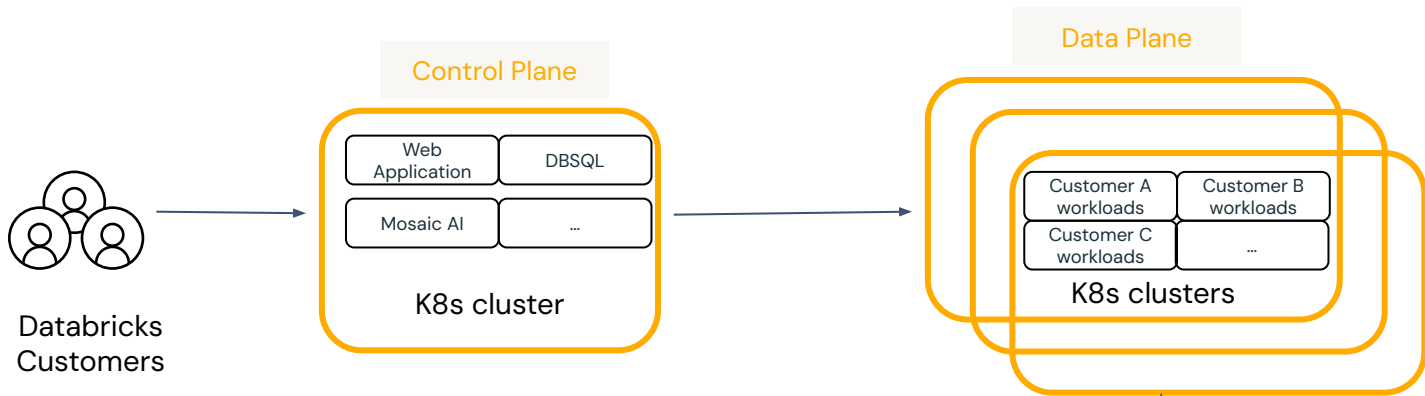 Data Plane
Control Plane
Web
Application
DBSQL
Mosaic AI
...
K8s cluster
Customer A
workloads
Customer B
workloads
Customer C
workloads
...
K8s clusters
Databricks
Customers